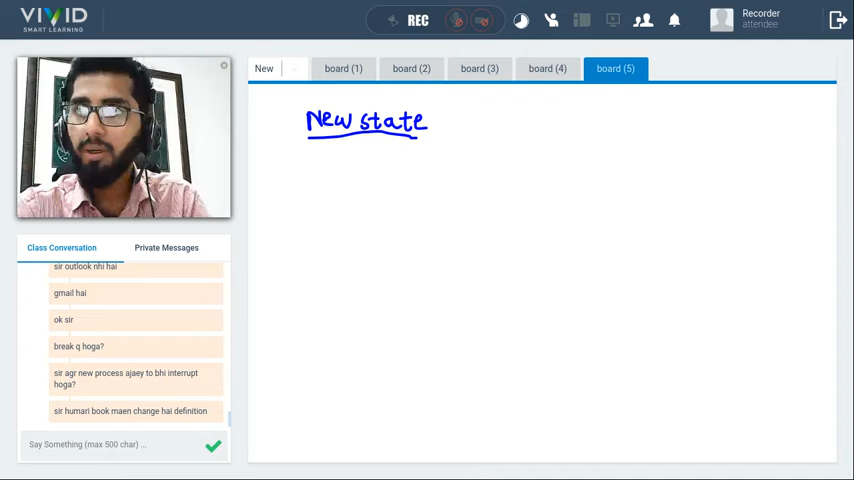 VIVID
SMART LEARNING
REC
Recorder
attendee
New
board (1)
board (2)
board (3)
board (4)
board (5)
New state
Class Conversation
Private Messages
sir outlook nhi hai
gmail hai
ok sir
break q hoga?
sir agr new process ajaey to bhi interrupt
hoga?
sir humari book maen change hai definition
Say Something (max 500 char) ...